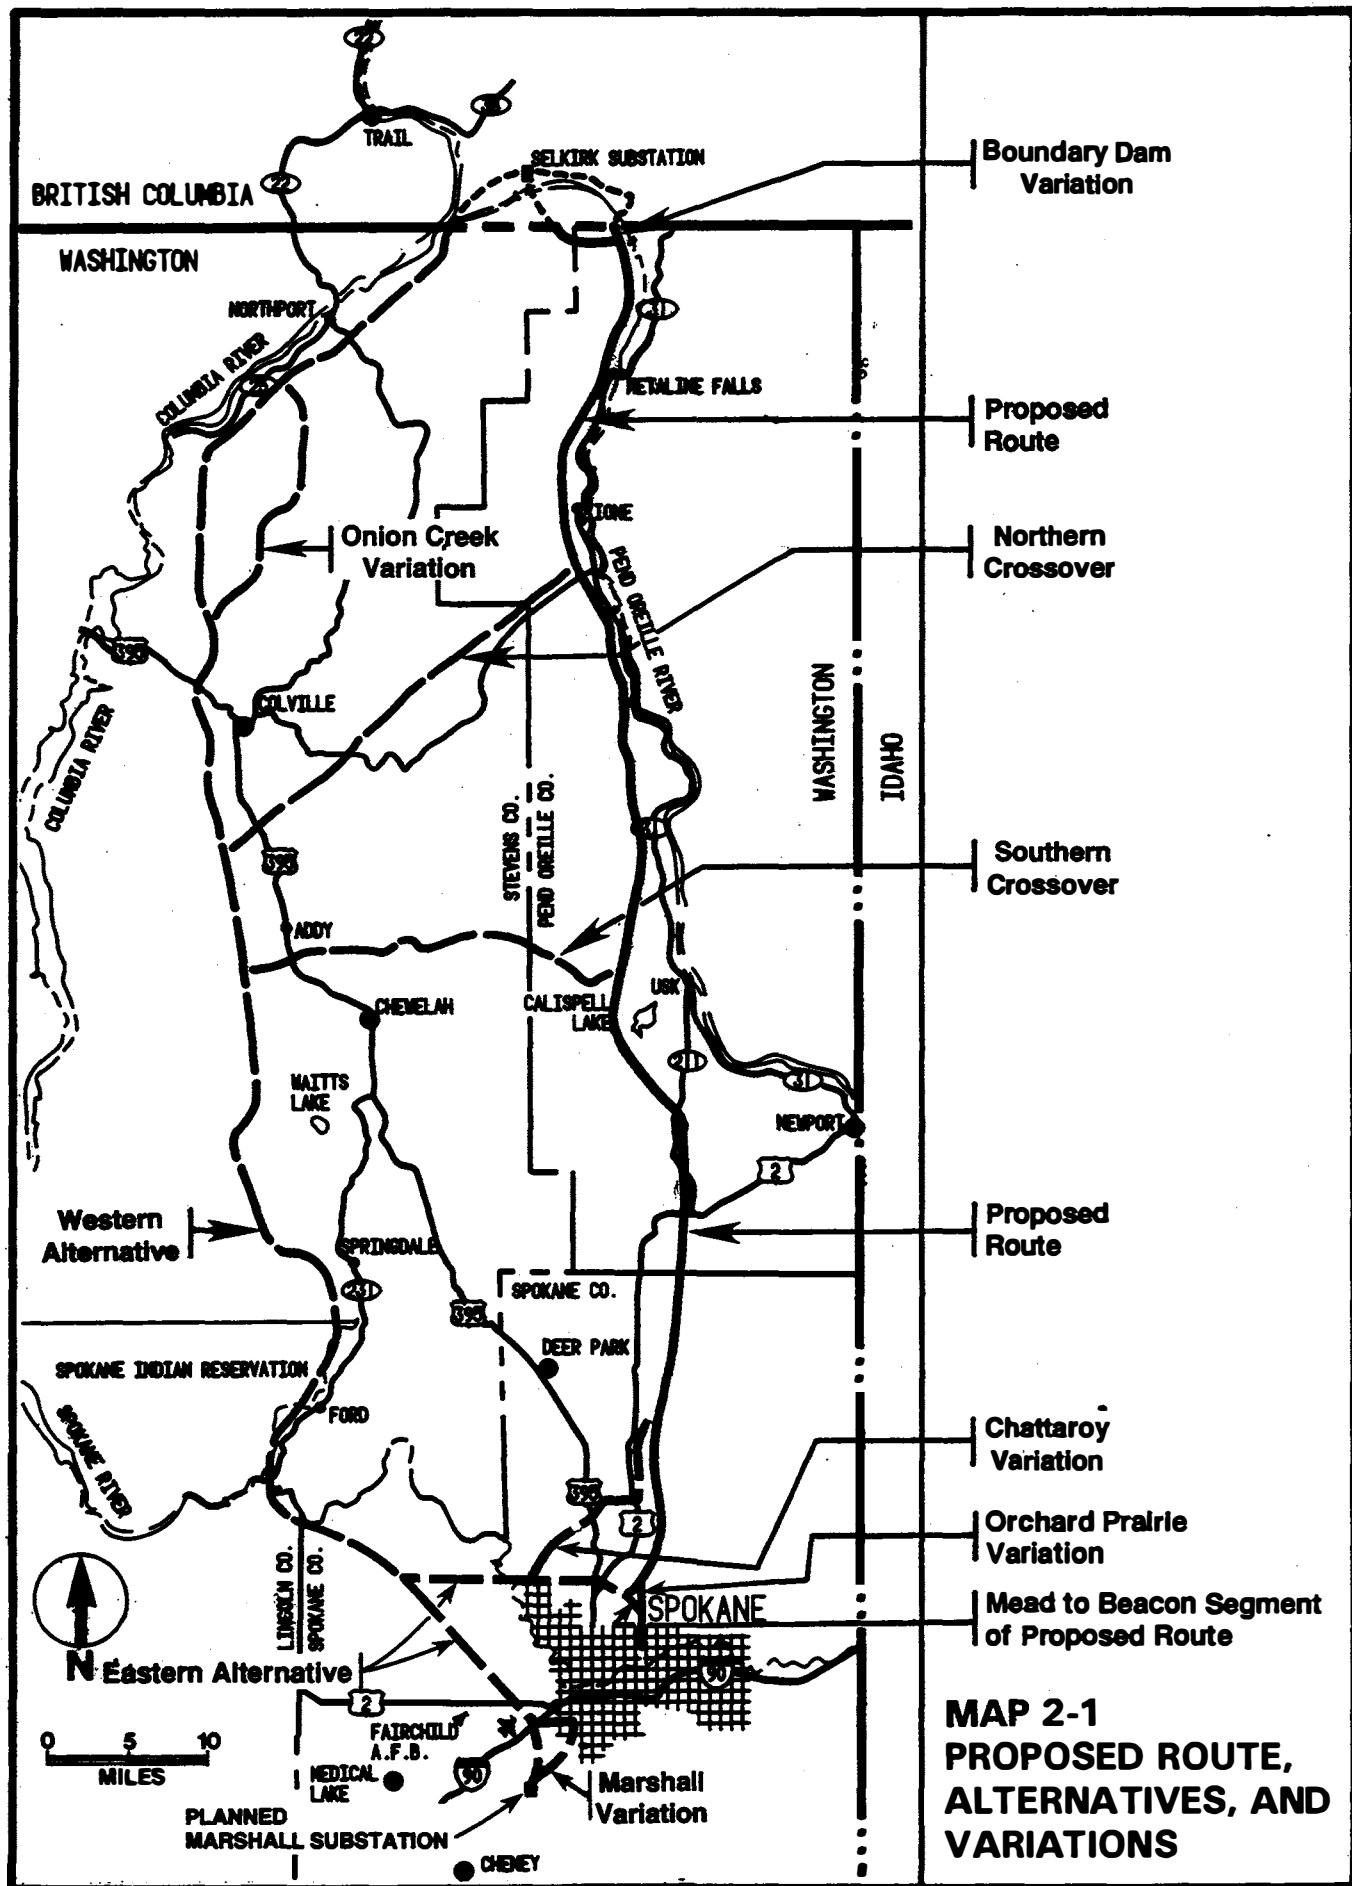 22
22
TRAIL
SELKIRK SUBSTATION
Boundary Dam
Variation
BRITISH COLUMBIA
WASHINGTON
NORTHPORT
31
COLUMBIA RIVER
METALINE FALLS
Proposed
Route
IONE
Onion Creek
Variation
Northern
Crossover
PEND OREILLE RIVER
395
COLVILLE
COLUMBIA RIVER
WASHINGTON
IDAHO
STEVENS CO.
PEND OREILLE CO.
31
395
Southern
Crossover
ADDY
USK
CALISPELL
LAKE
CHEWELAH
211
31
WAITTS
LAKE
NEWPORT
2
Western
Alternative
Proposed
Route
SPRINGDALE
231
SPOKANE CO.
395
DEER PARK
SPOKANE INDIAN RESERVATION
FORD
SPOKANE RIVER
Chattaroy
Variation
395
2
Orchard Prairie
Variation
LINCOLN CO.
SPOKANE CO.
SPOKANE
Mead to Beacon Segment
of Proposed Route
N
Eastern Alternative
90
2
FAIRCHILD
A.F.B.
0 5 10
MILES
MEDICAL
LAKE
90
Marshall
Variation
PLANNED
MARSHALL SUBSTATION
CHENEY
MAP 2-1
PROPOSED ROUTE,
ALTERNATIVES, AND
VARIATIONS